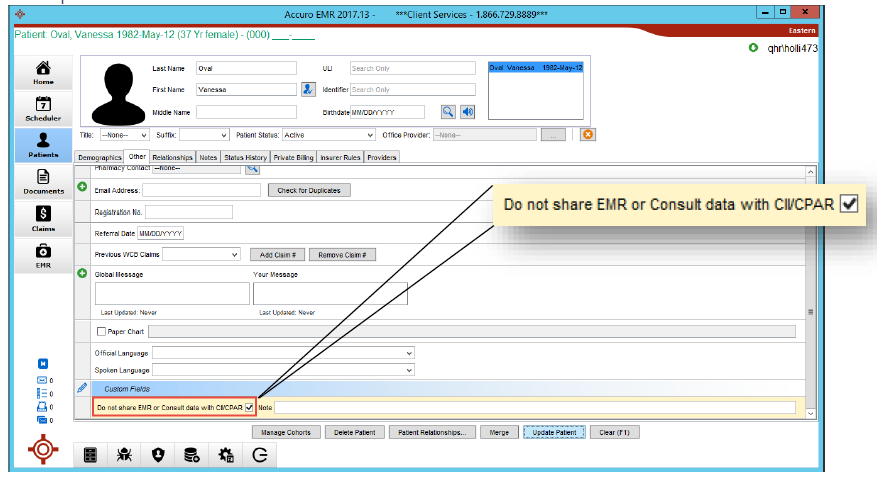 Accuro EMR 2017.13 - ***Client Services - 1.866.729.8889***
Patient: Oval, Vanessa 1982-May-12 (37 Yr female) - (000) ___-____
Eastern
qhr\holli473
Home
7
Scheduler
Patients
Documents
$
Claims
EMR
Last Name Oval ULI Search Only Oval Vanessa 1982-May-12
First Name Vanessa Identifier Search Only
Middle Name Birthdate MM/DD/YYYY
Title: --None-- Suffix: Patient Status: Active Office Provider: --None-- ...
Demographics Other Relationships Notes Status History Private Billing Insurer Rules Providers
Pharmacy Contact --None--
Email Address: Check for Duplicates
Do not share EMR or Consult data with CII/CPAR
Registration No.
Referral Date MM/DD/YYYY
Previous WCB Claims Add Claim # Remove Claim #
Global Message Your Message
Last Updated: Never Last Updated: Never
Paper Chart
Official Language
Spoken Language
Custom Fields
Do not share EMR or Consult data with CII/CPAR Note
0
0
0
0
Manage Cohorts Delete Patient Patient Relationships... Merge Update Patient Clear (F1)